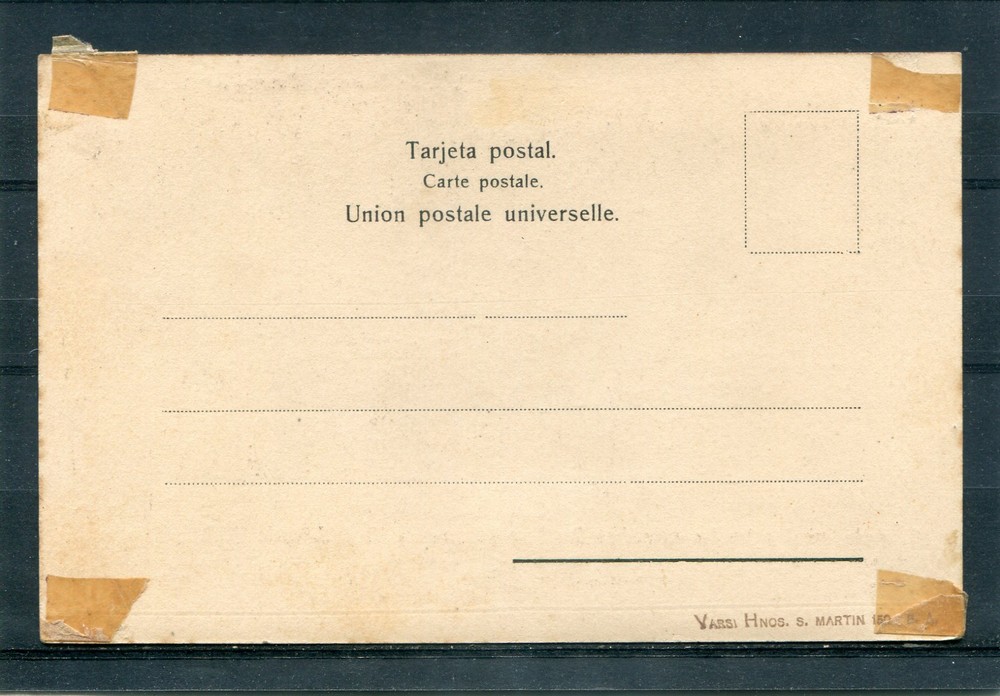 Tarjeta postal.
Carte postale.
Union postale universelle.
VARSI HNOS. S. MARTIN